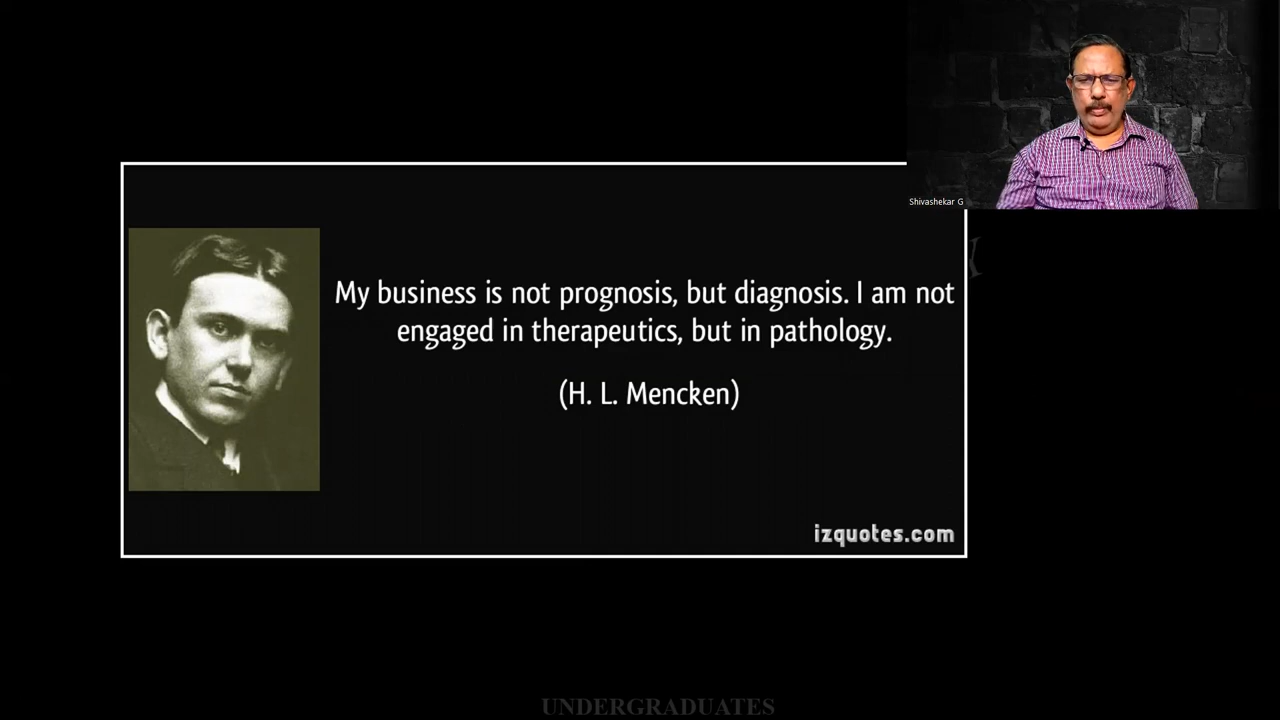 Shivashekar G
My business is not prognosis, but diagnosis. I am not
engaged in therapeutics, but in pathology.
(H. L. Mencken)
izquotes.com
UNDERGRADUATES